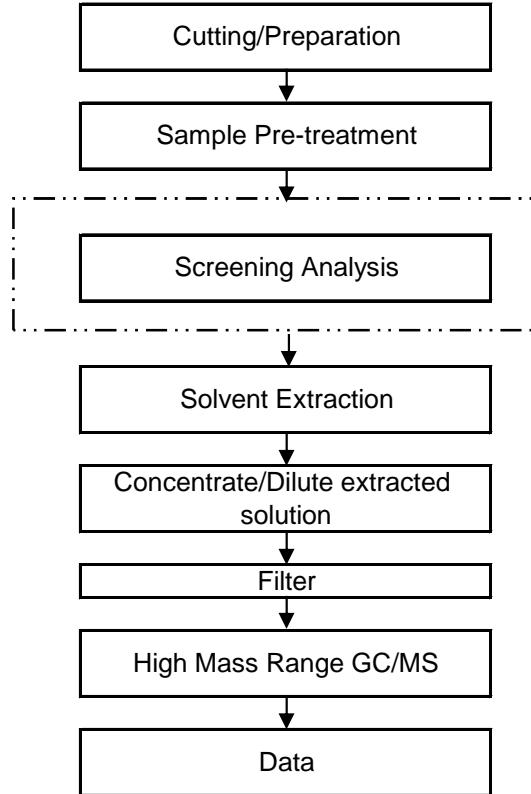 Cutting/Preparation
Sample Pre-treatment
Screening Analysis
Solvent Extraction
Concentrate/Dilute extracted
solution
Filter
High Mass Range GC/MS
Data